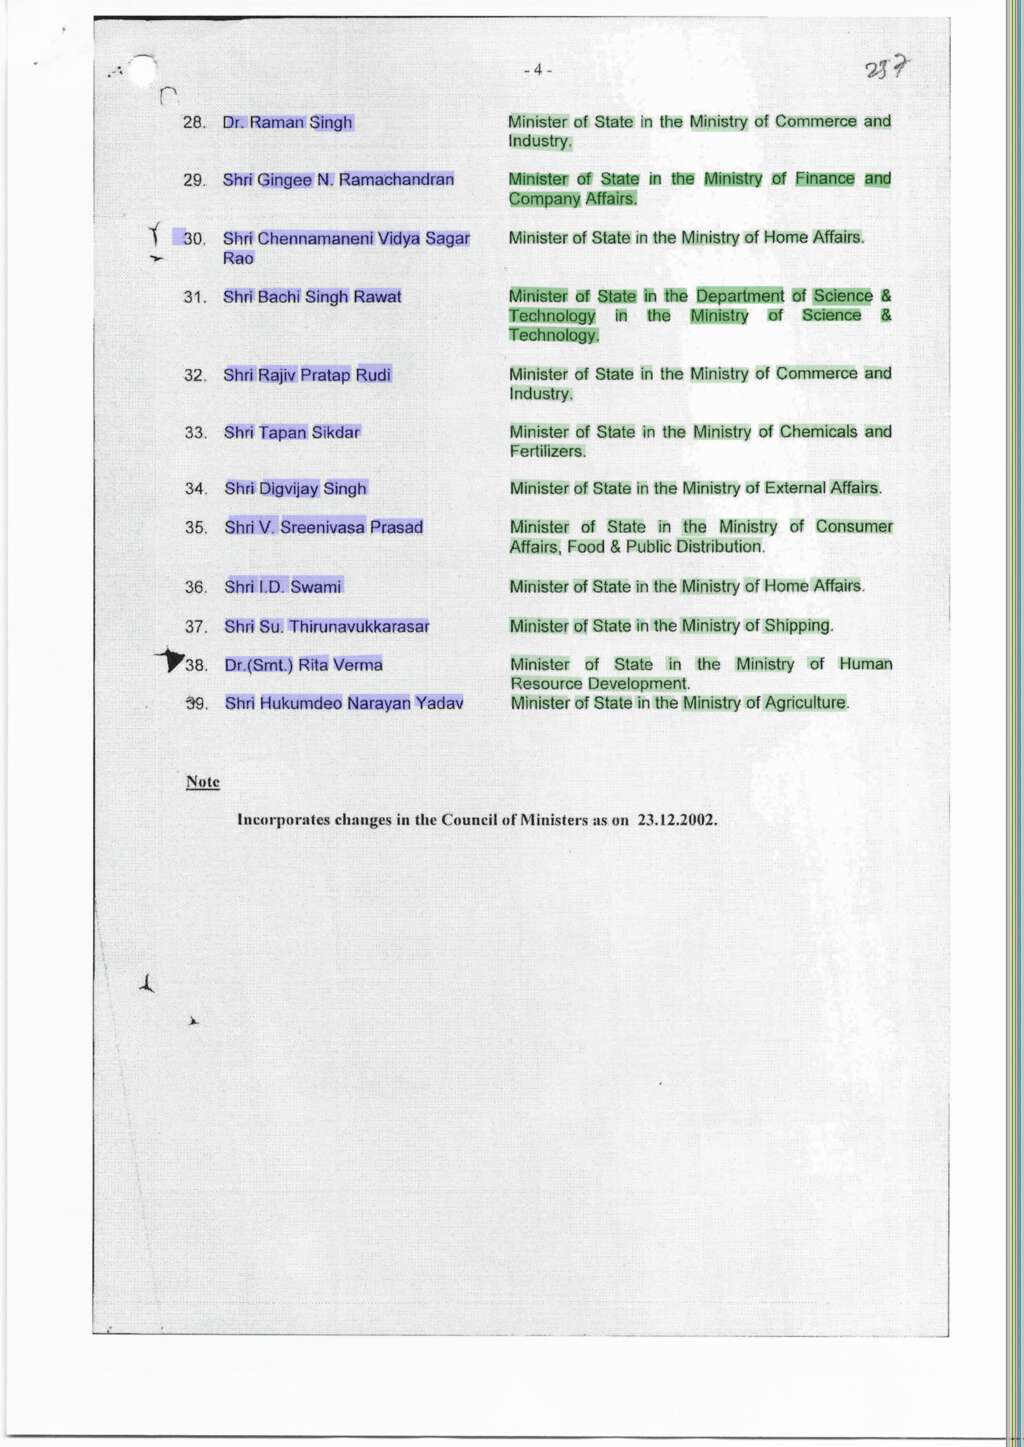 -4-
237
28. Dr. Raman Singh Minister of State in the Ministry of Commerce and
Industry.
29. Shri Gingee N. Ramachandran Minister of State in the Ministry of Finance and
Company Affairs.
30. Shri Chennamaneni Vidya Sagar Minister of State in the Ministry of Home Affairs.
Rao
31. Shri Bachi Singh Rawat Minister of State in the Department of Science &
Technology in the Ministry of Science &
Technology.
32. Shri Rajiv Pratap Rudi Minister of State in the Ministry of Commerce and
Industry.
33. Shri Tapan Sikdar Minister of State in the Ministry of Chemicals and
Fertilizers.
34. Shri Digvijay Singh Minister of State in the Ministry of External Affairs.
35. Shri V. Sreenivasa Prasad Minister of State in the Ministry of Consumer
Affairs, Food & Public Distribution.
36. Shri I.D. Swami Minister of State in the Ministry of Home Affairs.
37. Shri Su. Thirunavukkarasar Minister of State in the Ministry of Shipping.
38. Dr.(Smt.) Rita Verma Minister of State in the Ministry of Human
Resource Development.
39. Shri Hukumdeo Narayan Yadav Minister of State in the Ministry of Agriculture.
Note
Incorporates changes in the Council of Ministers as on 23.12.2002.